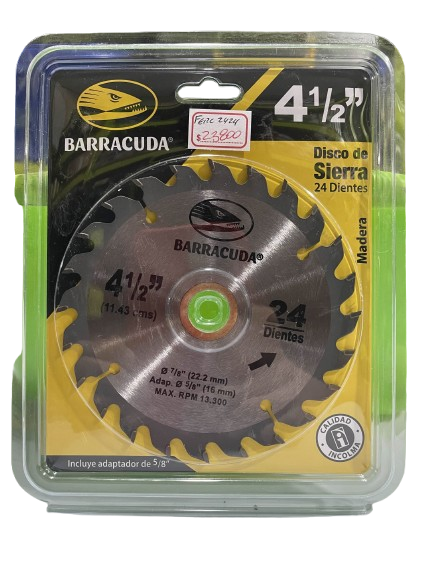 BARRACUDA®
FERC 2424
$23800
4 1/2"
Disco de
Sierra
24 Dientes
Madera
BARRACUDA®
4 1/2"
(11.43 cms)
24
Dientes
Ø 7/8" (22.2 mm)
Adap. Ø 5/8" (16 mm)
MAX. RPM 13.300
CALIDAD
INCOLMA
Incluye adaptador de 5/8"